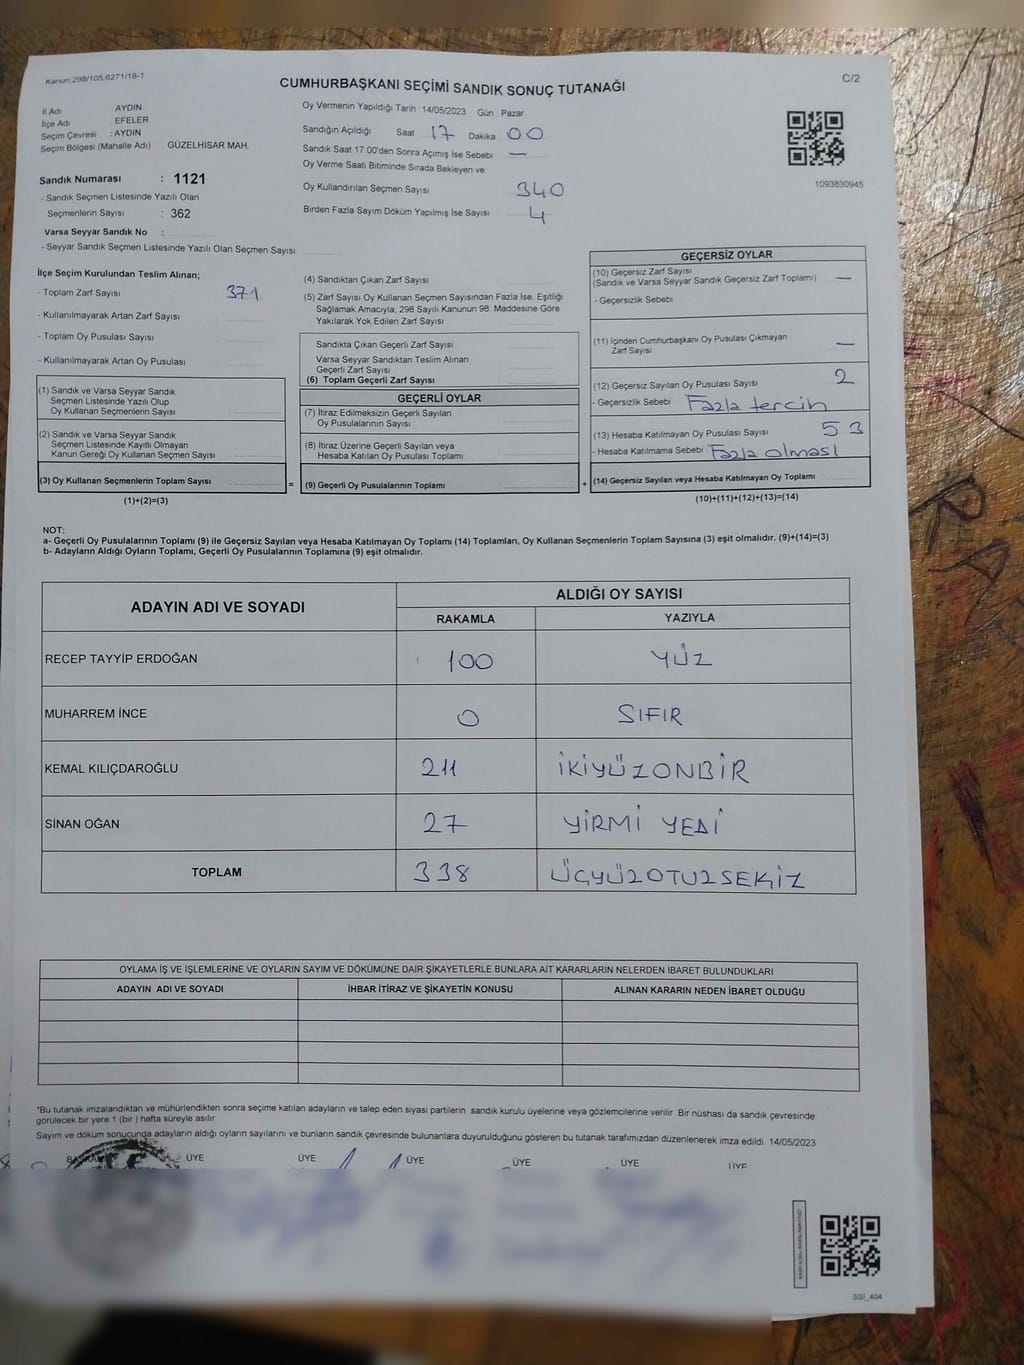 Kanun:298/105,6271/16-1
CUMHURBAŞKANI SEÇİMİ SANDIK SONUÇ TUTANAĞI
C/2
İl Adı AYDIN
İlçe Adı EFELER
Seçim Çevresi : AYDIN
Seçim Bölgesi (Mahalle Adı) GÜZELHİSAR MAH.
Sandık Numarası : 1121
- Sandık Seçmen Listesinde Yazılı Olan
Seçmenlerin Sayısı : 362
Varsa Seyyar Sandık No :
- Seyyar Sandık Seçmen Listesinde Yazılı Olan Seçmen Sayısı
Oy Vermenin Yapıldığı Tarih : 14/05/2023 Gün : Pazar
Sandığın Açıldığı Saat 17 Dakika 00
Sandık Saat 17:00'den Sonra Açımış İse Sebebi —
Oy Verme Saati Bitiminde Sırada Bekleyen ve
Oy Kullandırılan Seçmen Sayısı 340
Birden Fazla Sayım Döküm Yapılmış İse Sayısı 4
1093830945
İlçe Seçim Kurulundan Teslim Alınan;
- Toplam Zarf Sayısı 371
- Kullanılmayarak Artan Zarf Sayısı
- Toplam Oy Pusulası Sayısı
- Kullanılmayarak Artan Oy Pusulası
(1) Sandık ve Varsa Seyyar Sandık
Seçmen Listesinde Yazılı Olup
Oy Kullanan Seçmenlerin Sayısı
(2) Sandık ve Varsa Seyyar Sandık
Seçmen Listesinde Kayıtlı Olmayan
Kanun Gereği Oy Kullanan Seçmen Sayısı
(3) Oy Kullanan Seçmenlerin Toplam Sayısı : =
(1)+(2)=(3)
(4) Sandıktan Çıkan Zarf Sayısı
(5) Zarf Sayısı Oy Kullanan Seçmen Sayısından Fazla İse, Eşitliği
Sağlamak Amacıyla; 298 Sayılı Kanunun 98. Maddesine Göre
Yakılarak Yok Edilen Zarf Sayısı
Sandıkta Çıkan Geçerli Zarf Sayısı
Varsa Seyyar Sandıktan Teslim Alınan
Geçerli Zarf Sayısı
(6) Toplam Geçerli Zarf Sayısı
GEÇERLİ OYLAR
(7) İtiraz Edilmeksizin Geçerli Sayılan
Oy Pusulalarının Sayısı
(8) İtiraz Üzerine Geçerli Sayılan veya
Hesaba Katılan Oy Pusulası Toplamı
(9) Geçerli Oy Pusulalarının Toplamı +
GEÇERSİZ OYLAR
(10) Geçersiz Zarf Sayısı
(Sandık ve Varsa Seyyar Sandık Geçersiz Zarf Toplamı) —
- Geçersizlik Sebebi
(11) İçinden Cumhurbaşkanı Oy Pusulası Çıkmayan
Zarf Sayısı —
(12) Geçersiz Sayılan Oy Pusulası Sayısı 2
- Geçersizlik Sebebi Fazla tercih
(13) Hesaba Katılmayan Oy Pusulası Sayısı 53
- Hesaba Katılmama Sebebi Fazla olması
(14) Geçersiz Sayılan veya Hesaba Katılmayan Oy Toplamı
(10)+(11)+(12)+(13)=(14)
NOT:
a- Geçerli Oy Pusulalarının Toplamı (9) ile Geçersiz Sayılan veya Hesaba Katılmayan Oy Toplamı (14) Toplamları, Oy Kullanan Seçmenlerin Toplam Sayısına (3) eşit olmalıdır. (9)+(14)=(3)
b- Adayların Aldığı Oyların Toplamı, Geçerli Oy Pusulalarının Toplamına (9) eşit olmalıdır.
ADAYIN ADI VE SOYADI
ALDIĞI OY SAYISI
RAKAMLA YAZIYLA
RECEP TAYYİP ERDOĞAN 100 YÜZ
MUHARREM İNCE 0 SIFIR
KEMAL KILIÇDAROĞLU 211 İKİYÜZONBİR
SİNAN OĞAN 27 YİRMİ YEDİ
TOPLAM 338 ÜÇYÜZOTUZSEKİZ
OYLAMA İŞ VE İŞLEMLERİNE VE OYLARIN SAYIM VE DÖKÜMÜNE DAİR ŞİKAYETLERLE BUNLARA AİT KARARLARIN NELERDEN İBARET BULUNDUKLARI
ADAYIN ADI VE SOYADI İHBAR İTİRAZ VE ŞİKAYETİN KONUSU ALINAN KARARIN NEDEN İBARET OLDUĞU
*Bu tutanak imzalandıktan ve mühürlendikten sonra seçime katılan adayların ve talep eden siyasi partilerin sandık kurulu üyelerine veya gözlemcilerine verilir. Bir nüshası da sandık çevresinde
görülecek bir yere 1 (bir) hafta süreyle asılır.
Sayım ve döküm sonucunda adayların aldığı oyların sayılarını ve bunların sandık çevresinde bulunanlara duyurulduğunu gösteren bu tutanak tarafımızdan düzenlenerek imza edildi. 14/05/2023
ÜYE ÜYE ÜYE ÜYE ÜYE ÜYE
SSI_404